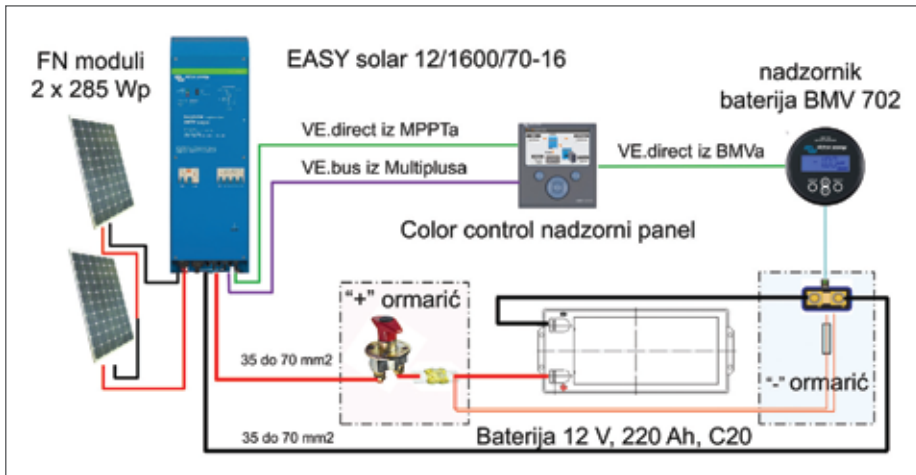 FN moduli
2 x 285 Wp
EASY solar 12/1600/70-16
nadzornik
baterija BMV 702
VE.direct iz MPPTa
VE.bus iz Multiplusa
VE.direct iz BMVa
Color control nadzorni panel
"+" ormarić
35 do 70 mm2
"-" ormarić
35 do 70 mm2
Baterija 12 V, 220 Ah, C20